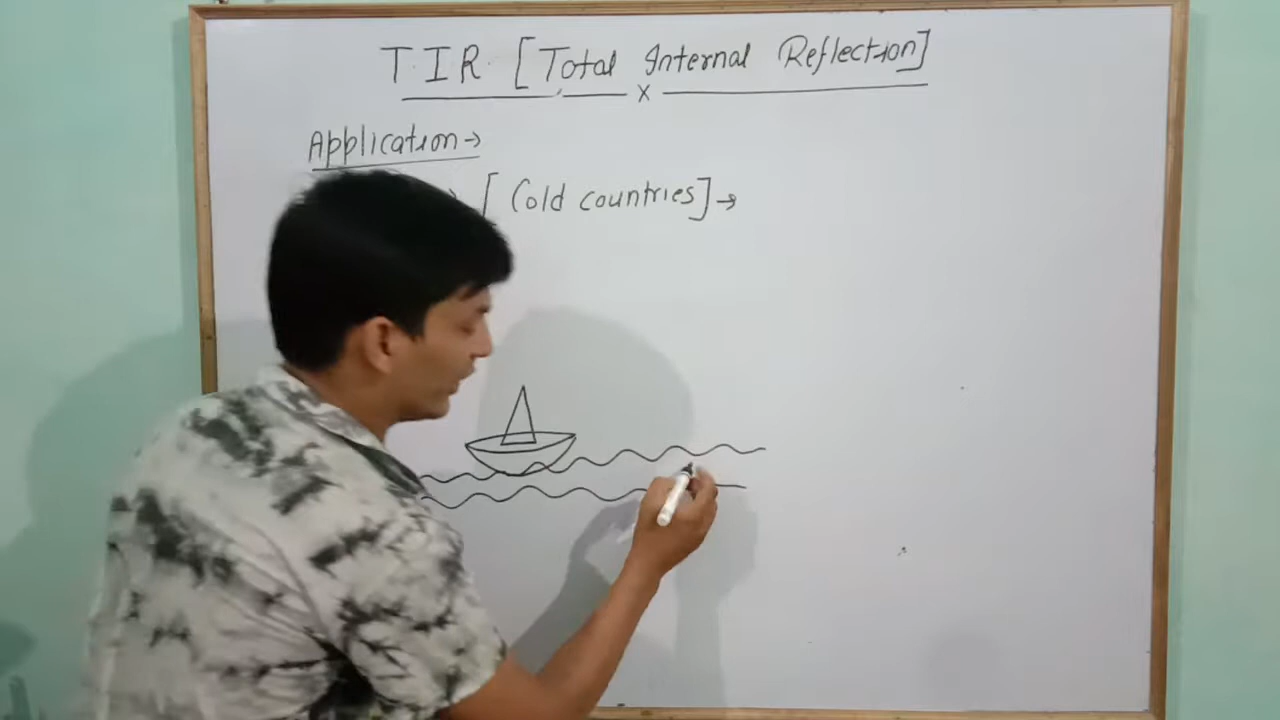 T.I.R. [Total Internal Reflection]
x
Application→
[Cold countries]→